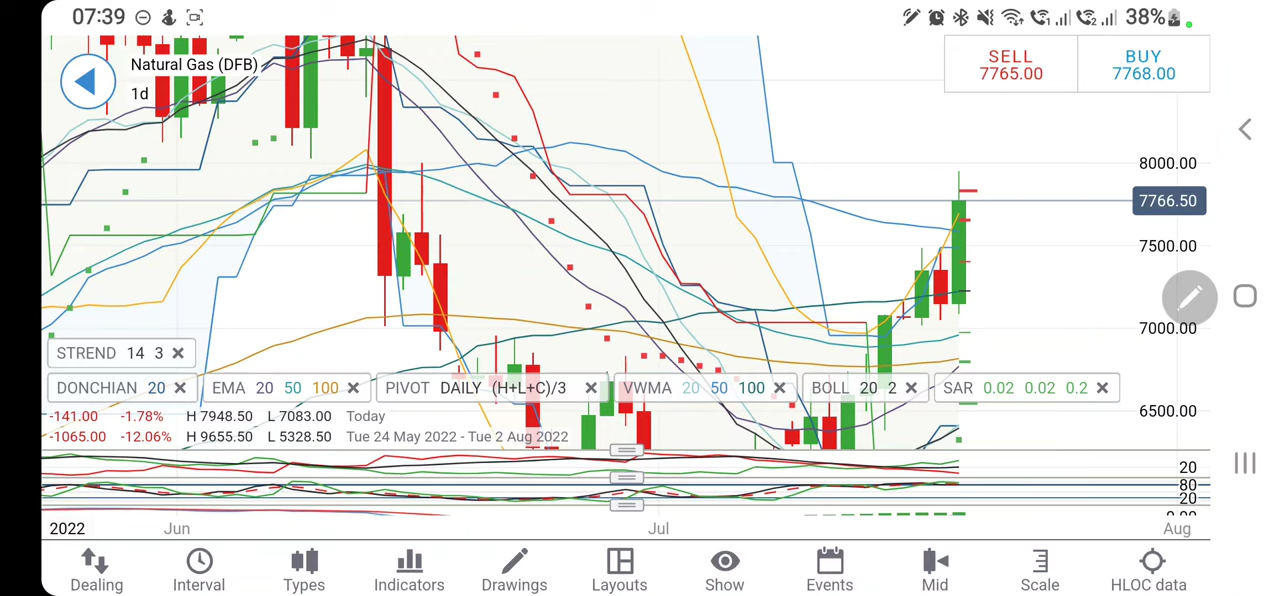 07:39 1 2 38%
Natural Gas (DFB)
1d
SELL
7765.00
BUY
7768.00
8000.00
7766.50
7500.00
7000.00
6500.00
STREND 14 3
DONCHIAN 20 EMA 20 50 100 PIVOT DAILY (H+L+C)/3 VWMA 20 50 100 BOLL 20 2 SAR 0.02 0.02 0.2
-141.00 -1.78% H 7948.50 L 7083.00 Today
-1065.00 -12.06% H 9655.50 L 5328.50 Tue 24 May 2022 - Tue 2 Aug 2022
20
80
20
2022 Jun Jul Aug
Dealing Interval Types Indicators Drawings Layouts Show Events Mid Scale HLOC data